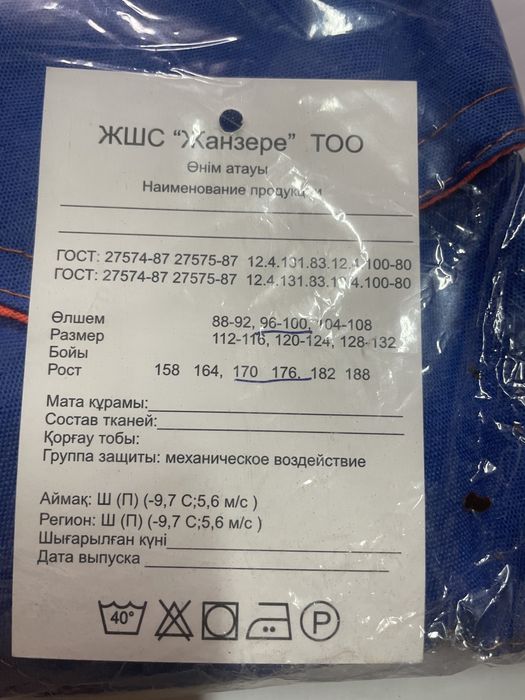 ЖШС “Жанзере” ТОО
Өнім атауы
Наименование продукции
ГОСТ: 27574-87 27575-87 12.4.131.83.12.4.100-80
ГОСТ: 27574-87 27575-87 12.4.131.83.12.4.100-80
Өлшем 88-92, 96-100, 104-108
Размер 112-116, 120-124, 128-132
Бойы
Рост 158 164, 170 176, 182 188
Мата құрамы:
Состав тканей:
Қорғау тобы:
Группа защиты: механическое воздействие
Аймақ: Ш (П) (-9,7 С;5,6 м/с )
Регион: Ш (П) (-9,7 С;5,6 м/с )
Шығарылған күні
Дата выпуска
40°
P